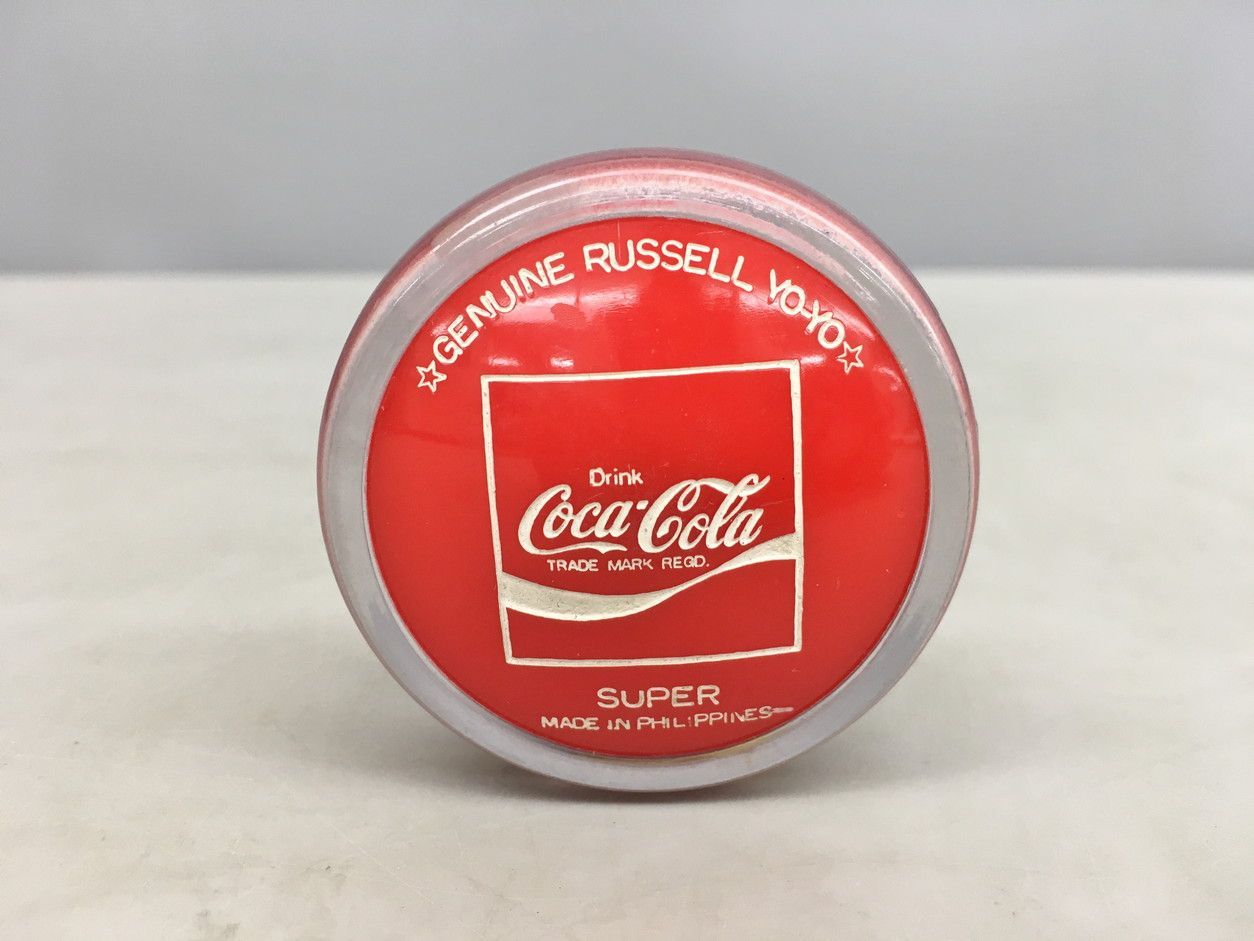 ☆GENUINE RUSSELL YO-YO☆
Drink
Coca-Cola
TRADE MARK REGD.
SUPER
MADE IN PHILIPPINES